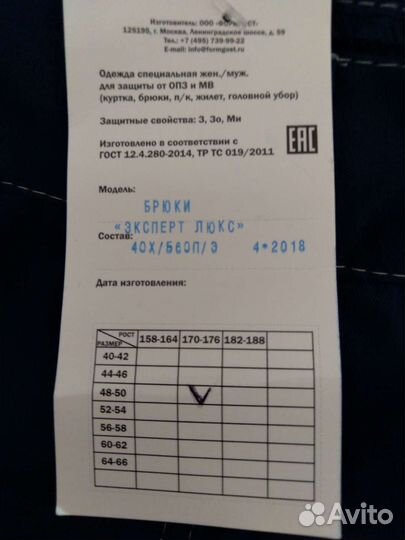 Изготовитель: ООО
г. Москва, Ленинградское шоссе, д. 59
Тел.: +7 (495) 739-99-22
E-mail: info@formgost.ru
Одежда специальная жен./муж.
для защиты от ОПЗ и МВ
(куртка, брюки, п/к, жилет, головной убор)
Защитные свойства: З, Зо, Ми
Изготовлено в соответствии с
ГОСТ 12.4.280-2014, ТР ТС 019/2011
EAC
Модель:
БРЮКИ
«ЭКСПЕРТ ЛЮКС»
Состав:
40Х/560П/Э 4*2018
Дата изготовления:
РОСТ
РАЗМЕР
158-164 170-176 182-188
40-42
44-46
48-50 V
52-54
56-58
60-62
64-66
Avito